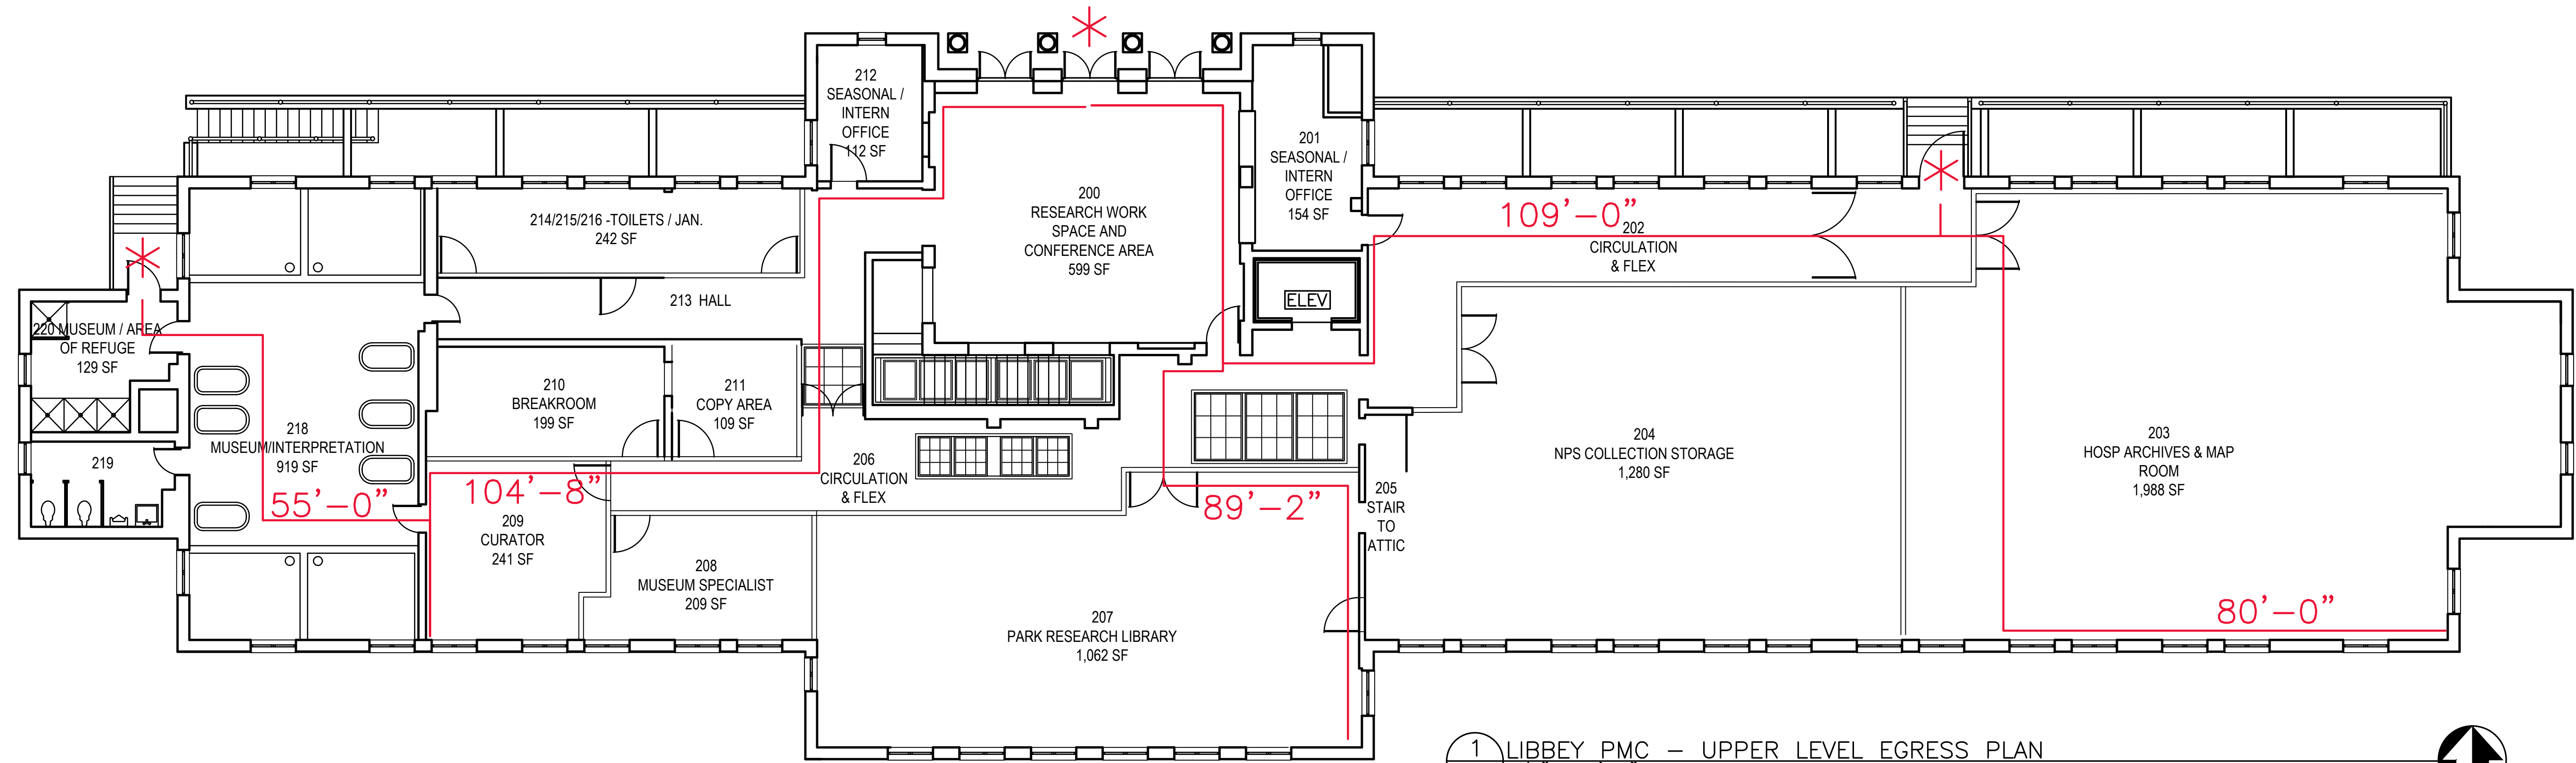 212
SEASONAL /
INTERN
OFFICE
112 SF
201
SEASONAL /
INTERN
OFFICE
154 SF
200
RESEARCH WORK
SPACE AND
CONFERENCE AREA
599 SF
214/215/216 -TOILETS / JAN.
242 SF
109'-0"
202
CIRCULATION
& FLEX
213 HALL
ELEV
220 MUSEUM / AREA
OF REFUGE
129 SF
210
BREAKROOM
199 SF
211
COPY AREA
109 SF
218
MUSEUM/INTERPRETATION
919 SF
219
55'-0"
104'-8"
206
CIRCULATION
& FLEX
89'-2"
205
STAIR
TO
ATTIC
204
NPS COLLECTION STORAGE
1,280 SF
203
HOSP ARCHIVES & MAP
ROOM
1,988 SF
209
CURATOR
241 SF
208
MUSEUM SPECIALIST
209 SF
207
PARK RESEARCH LIBRARY
1,062 SF
80'-0"
1 LIBBEY PMC - UPPER LEVEL EGRESS PLAN